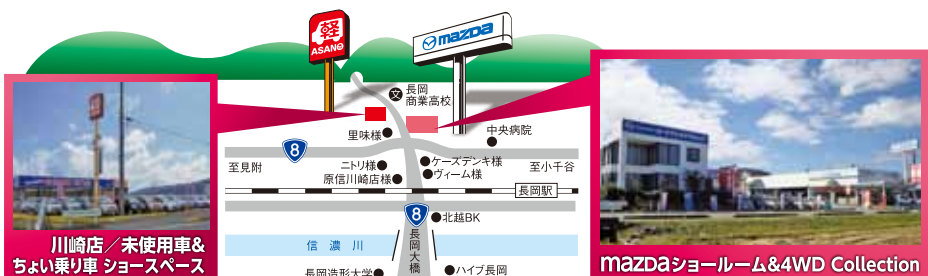 軽
ASANO
mazda
文
長岡
商業高校
里味様
中央病院
8
至見附
ニトリ様
ケーズデンキ様
至小千谷
原信川崎店様
ヴィーム様
長岡駅
8
北越BK
信濃川
長岡大橋
長岡造形大学
ハイブ長岡
川崎店／未使用車&
ちょい乗り車 ショースペース
mazdaショールーム&4WD Collection